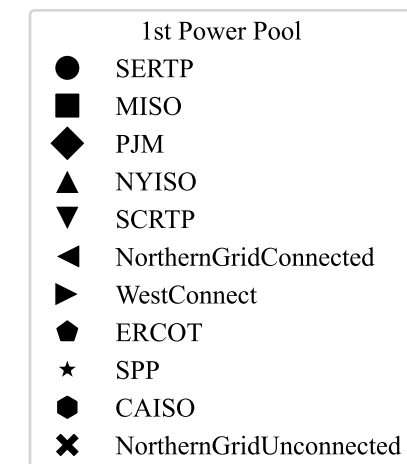 1st Power Pool
SERTP
MISO
PJM
NYISO
SCRTP
NorthernGridConnected
WestConnect
ERCOT
SPP
CAISO
NorthernGridUnconnected